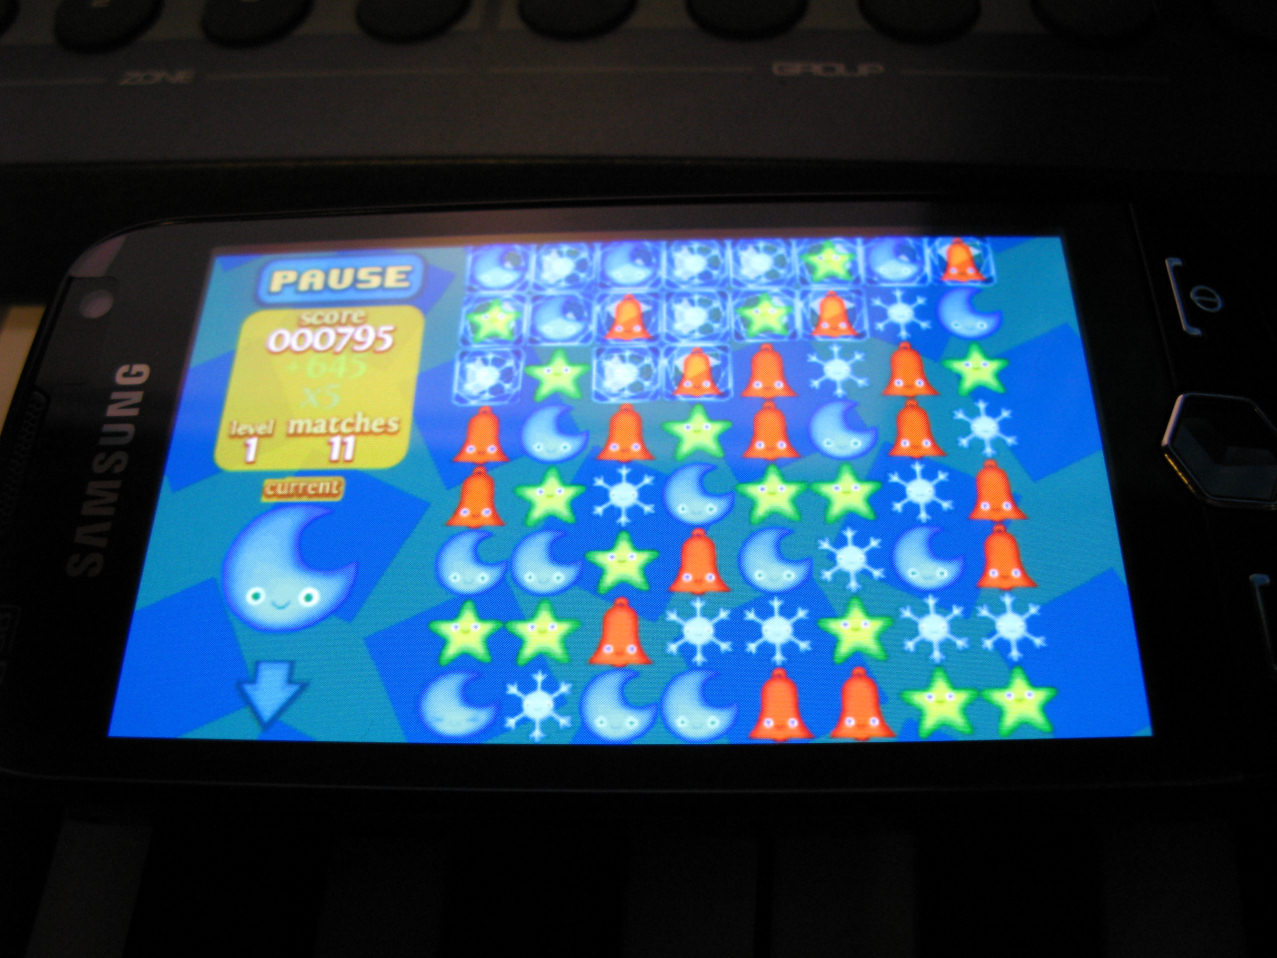 ZONE
GROUP
SAMSUNG
PAUSE
score
000795
+645
x5
level matches
1 11
current